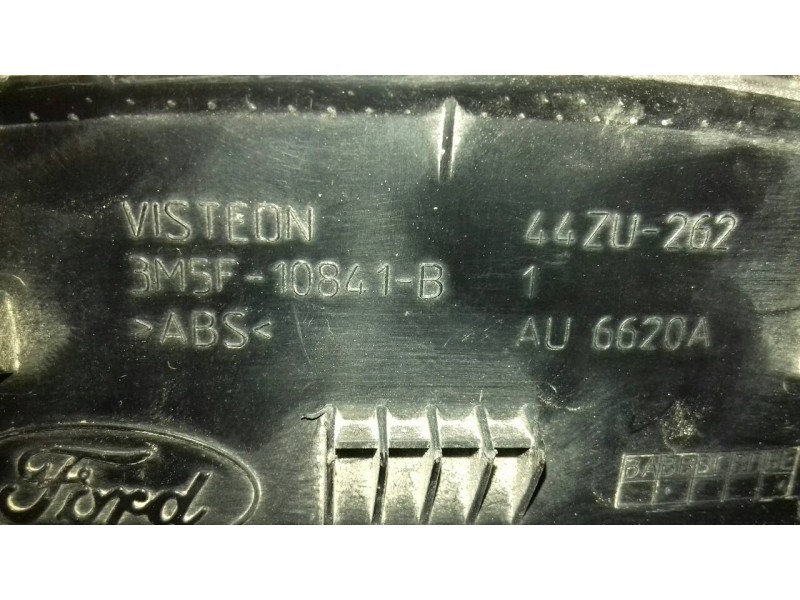 VISTEON 44ZU-262
3M5F-10841-B 1
>ABS< AU 6620A
Ford